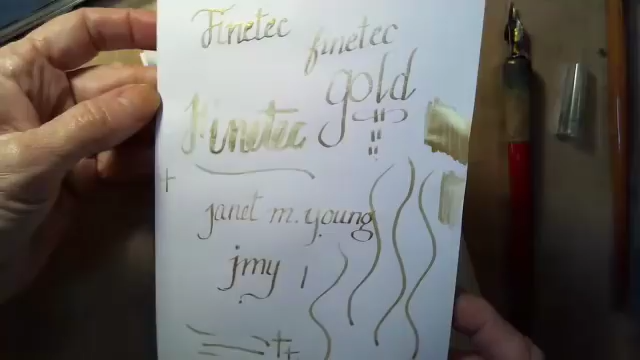 Finetec
finetec
gold
Finetec
janet m. young
jmy